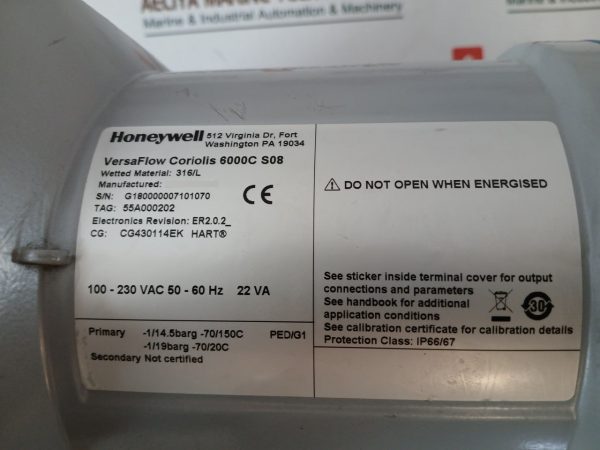 Marine & Industrial Automation & Machinery
Honeywell 512 Virginia Dr, Fort
Washington PA 19034
VersaFlow Coriolis 6000C S08
Wetted Material: 316/L
Manufactured:
S/N: G180000007101070
TAG: 55A000202
Electronics Revision: ER2.0.2_
CG: CG430114EK HART®
CE
100 - 230 VAC 50 - 60 Hz 22 VA
Primary -1/14.5barg -70/150C PED/G1
-1/19barg -70/20C
Secondary Not certified
⚠ DO NOT OPEN WHEN ENERGISED
See sticker inside terminal cover for output
connections and parameters
See handbook for additional
application conditions
30
See calibration certificate for calibration details
Protection Class: IP66/67